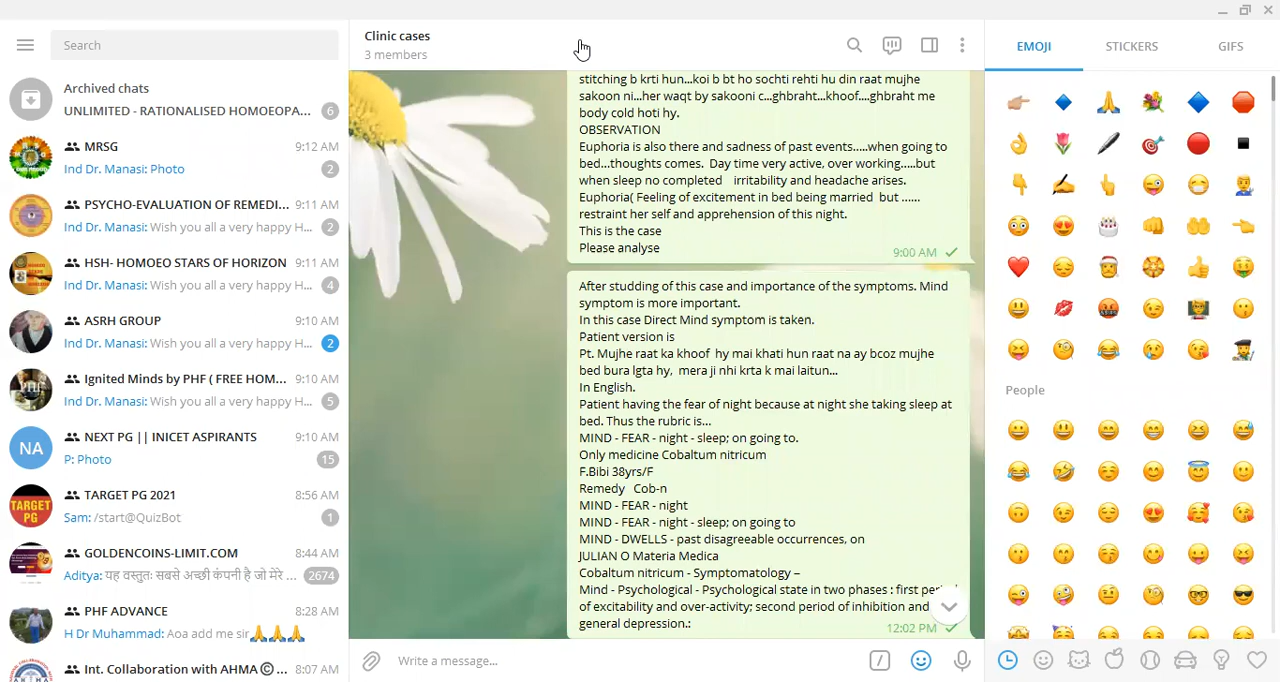 Search
Archived chats
UNLIMITED - RATIONALISED HOMOEOPA... 6
MRSG 9:12 AM
Ind Dr. Manasi: Photo 2
PSYCHO-EVALUATION OF REMEDI... 9:11 AM
Ind Dr. Manasi: Wish you all a very happy H... 2
HSH- HOMOEO STARS OF HORIZON 9:11 AM
Ind Dr. Manasi: Wish you all a very happy H... 4
ASRH GROUP 9:10 AM
Ind Dr. Manasi: Wish you all a very happy H... 2
Ignited Minds by PHF ( FREE HOM... 9:10 AM
Ind Dr. Manasi: Wish you all a very happy H... 5
NA
NEXT PG || INICET ASPIRANTS 9:10 AM
P: Photo 15
TARGET PG
TARGET PG 2021 8:56 AM
Sam: /start@QuizBot 1
GOLDENCOINS-LIMIT.COM 8:44 AM
Aditya: यह वस्तुतः सबसे अच्छी कंपनी है जो मेरे ... 2674
PHF ADVANCE 8:28 AM
H Dr Muhammad: Aoa add me sir🙏🙏🙏
Int. Collaboration with AHMA © ... 8:07 AM
Clinic cases
3 members
stitching b krti hun...koi b bt ho sochti rehti hu din raat mujhe
sakoon ni...her waqt by sakooni c...ghbraht...khoof....ghbraht me
body cold hoti hy.
OBSERVATION
Euphoria is also there and sadness of past events.....when going to
bed...thoughts comes.  Day time very active, over working.....but
when sleep no completed    irritability and headache arises.
Euphoria( Feeling of excitement in bed being married  but ......
restraint her self and apprehension of this night.
This is the case
Please analyse
9:00 AM
After studding of this case and importance of the symptoms. Mind
symptom is more important.
In this case Direct Mind symptom is taken.
Patient version is
Pt. Mujhe raat ka khoof  hy mai khati hun raat na ay bcoz mujhe
bed bura lgta hy,  mera ji nhi krta k mai laitun...
In English.
Patient having the fear of night because at night she taking sleep at
bed. Thus the rubric is...
MIND - FEAR - night - sleep; on going to.
Only medicine Cobaltum nitricum
F.Bibi 38yrs/F
Remedy   Cob-n
MIND - FEAR - night
MIND - FEAR - night - sleep; on going to
MIND - DWELLS - past disagreeable occurrences, on
JULIAN O Materia Medica
Cobaltum nitricum - Symptomatology –
Mind - Psychological - Psychological state in two phases : first period
of excitability and over-activity; second period of inhibition and
general depression.:
12:02 PM
Write a message...
EMOJI STICKERS GIFS
People